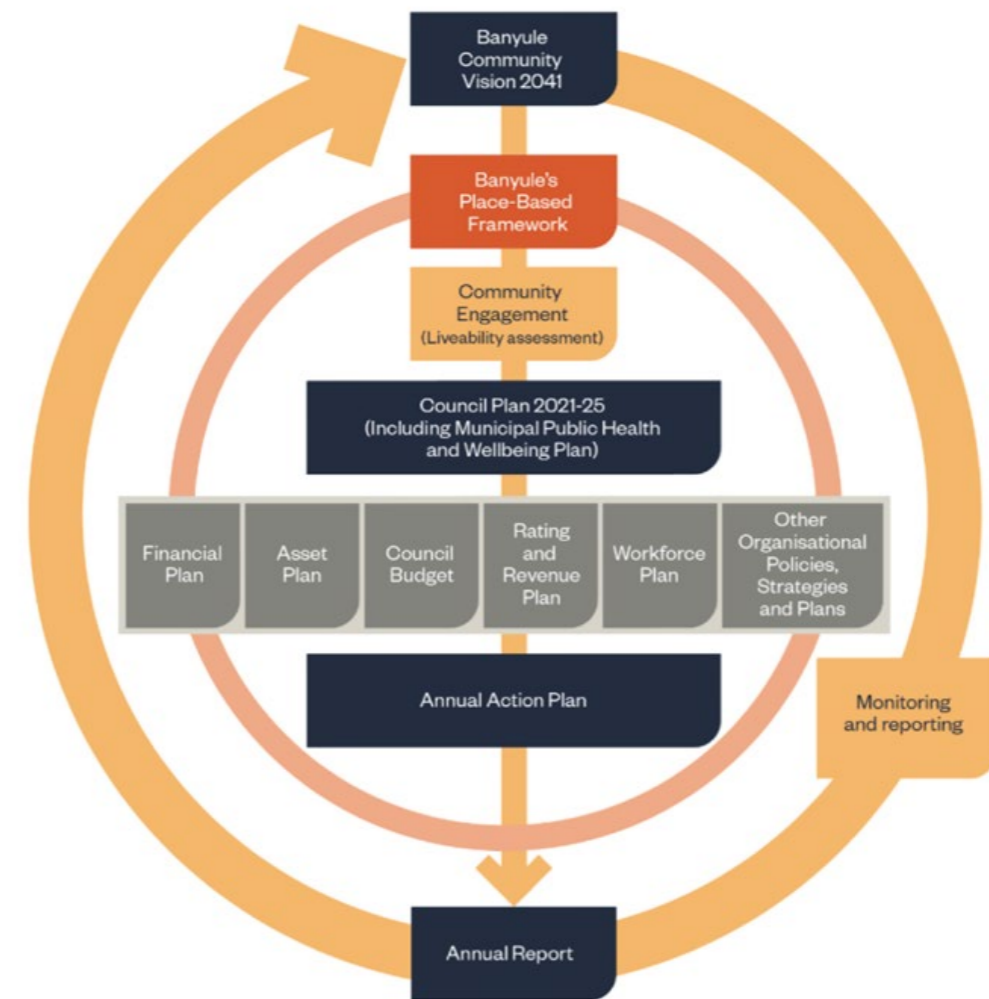 Banyule
Community
Vision 2041
Banyule's
Place-Based
Framework
Community
Engagement
(Liveability assessment)
Council Plan 2021-25
(Including Municipal Public Health
and Wellbeing Plan)
Financial
Plan
Asset
Plan
Council
Budget
Rating
and
Revenue
Plan
Workforce
Plan
Other
Organisational
Policies,
Strategies
and Plans
Annual Action Plan
Monitoring
and reporting
Annual Report